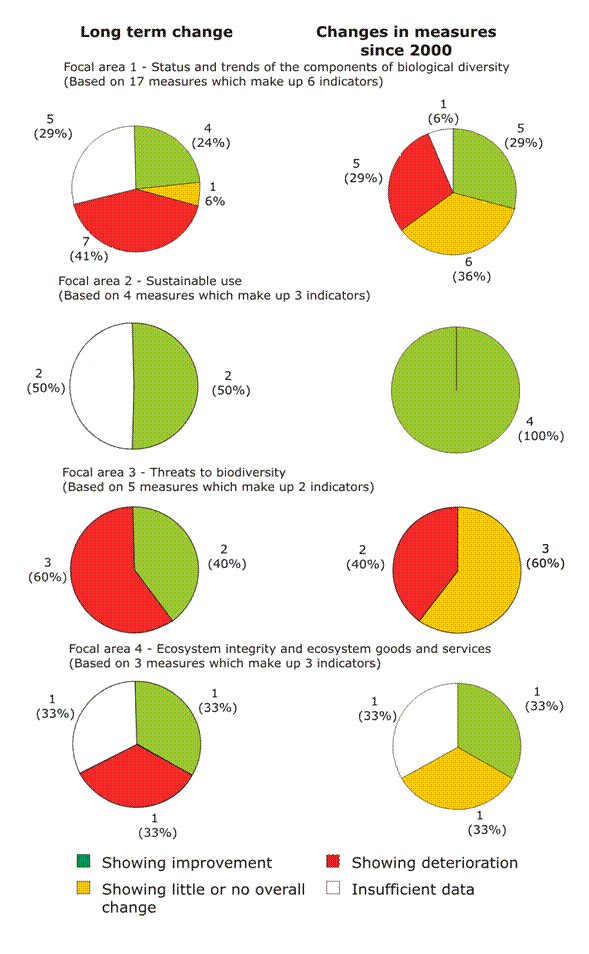 Long term change
Changes in measures
since 2000
Focal area 1 - Status and trends of the components of biological diversity
(Based on 17 measures which make up 6 indicators)
5
(29%)
4
(24%)
1
6%
7
(41%)
1
(6%)
5
(29%)
5
(29%)
6
(36%)
Focal area 2 - Sustainable use
(Based on 4 measures which make up 3 indicators)
2
(50%)
2
(50%)
4
(100%)
Focal area 3 - Threats to biodiversity
(Based on 5 measures which make up 2 indicators)
3
(60%)
2
(40%)
2
(40%)
3
(60%)
Focal area 4 - Ecosystem integrity and ecosystem goods and services
(Based on 3 measures which make up 3 indicators)
1
(33%)
1
(33%)
1
(33%)
1
(33%)
1
(33%)
1
(33%)
Showing improvement
Showing deterioration
Showing little or no overall
change
Insufficient data